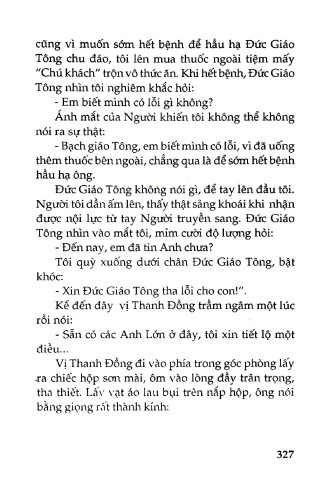 cũng vì muốn sớm hết bệnh để hầu hạ Đức Giáo
Tông chu đáo, tôi lên mua thuốc ngoài tiệm mấy
“Chú khách” trộn vô thức ăn. Khi hết bệnh, Đức Giáo
Tông nhìn tôi nghiêm khắc hỏi:
- Em biết mình có lỗi gì không?
Ánh mắt của Người khiến tôi không thể không
nói ra sự thật:
- Bạch giáo Tông, em biết mình có lỗi, vì đã uống
thêm thuốc bên ngoài, chẳng qua là để sớm hết bệnh
hầu hạ ông.
Đức Giáo Tông không nói gì, để tay lên đầu tôi.
Người tôi dần ấm lên, thấy thật sảng khoái khi nhận
được nội lực từ tay Người truyền sang. Đức Giáo
Tông nhìn vào mắt tôi, mỉm cười độ lượng hỏi:
- Đến nay, em đã tin Anh chưa?
Tôi quỳ xuống dưới chân Đức Giáo Tông, bật
khóc:
- Xin Đức Giáo Tông tha lỗi cho con!”.
Kể đến đây vị Thanh Đồng trầm ngâm một lúc
rồi nói:
- Sẵn có các Anh Lớn ở đây, tôi xin tiết lộ một
điều...
Vị Thanh Đồng đi vào phía trong góc phòng lấy
ra chiếc hộp sơn mài, ôm vào lòng đầy trân trọng,
tha thiết. Lấy vạt áo lau bụi trên nắp hộp, ông nói
bằng giọng rất thành kính:
327